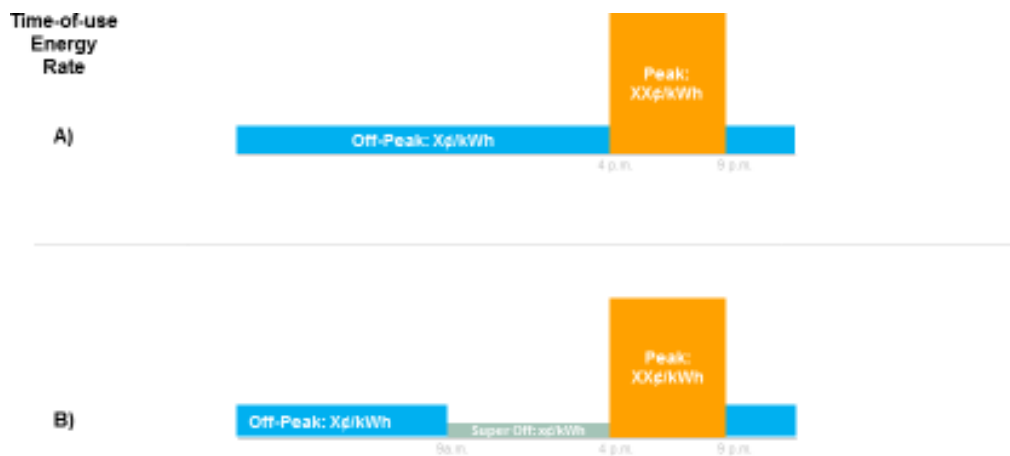 Time-of-use
Energy
Rate
Peak:
XX¢/kWh
A)
Off-Peak: X¢/kWh
4 p.m.
9 p.m.
Peak:
XX¢/kWh
B)
Off-Peak: X¢/kWh
Super Off: x¢/kWh
9a.m.
4 p.m.
9 p.m.